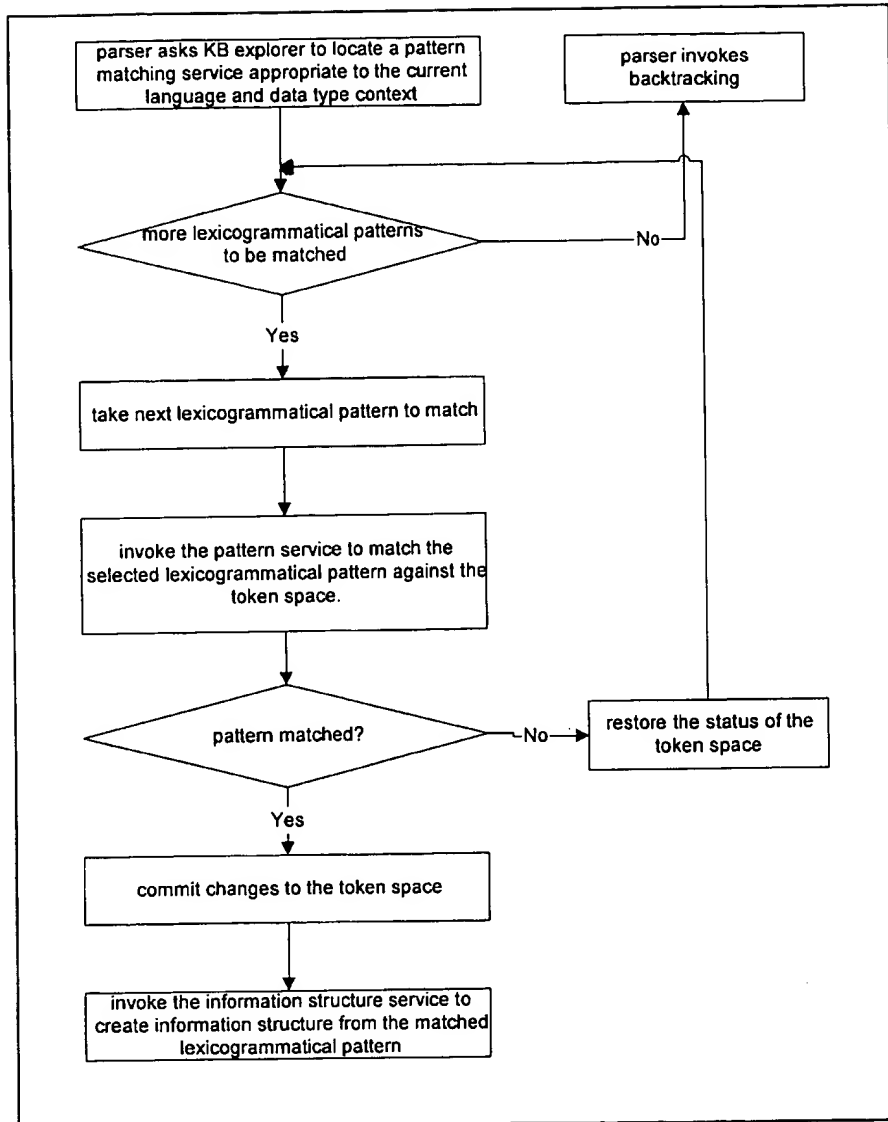 parser asks KB explorer to locate a pattern
matching service appropriate to the current
language and data type context
parser invokes
backtracking
more lexicogrammatical patterns
to be matched
No
Yes
take next lexicogrammatical pattern to match
invoke the pattern service to match the
selected lexicogrammatical pattern against the
token space.
pattern matched?
No
restore the status of the
token space
Yes
commit changes to the token space
invoke the information structure service to
create information structure from the matched
lexicogrammatical pattern